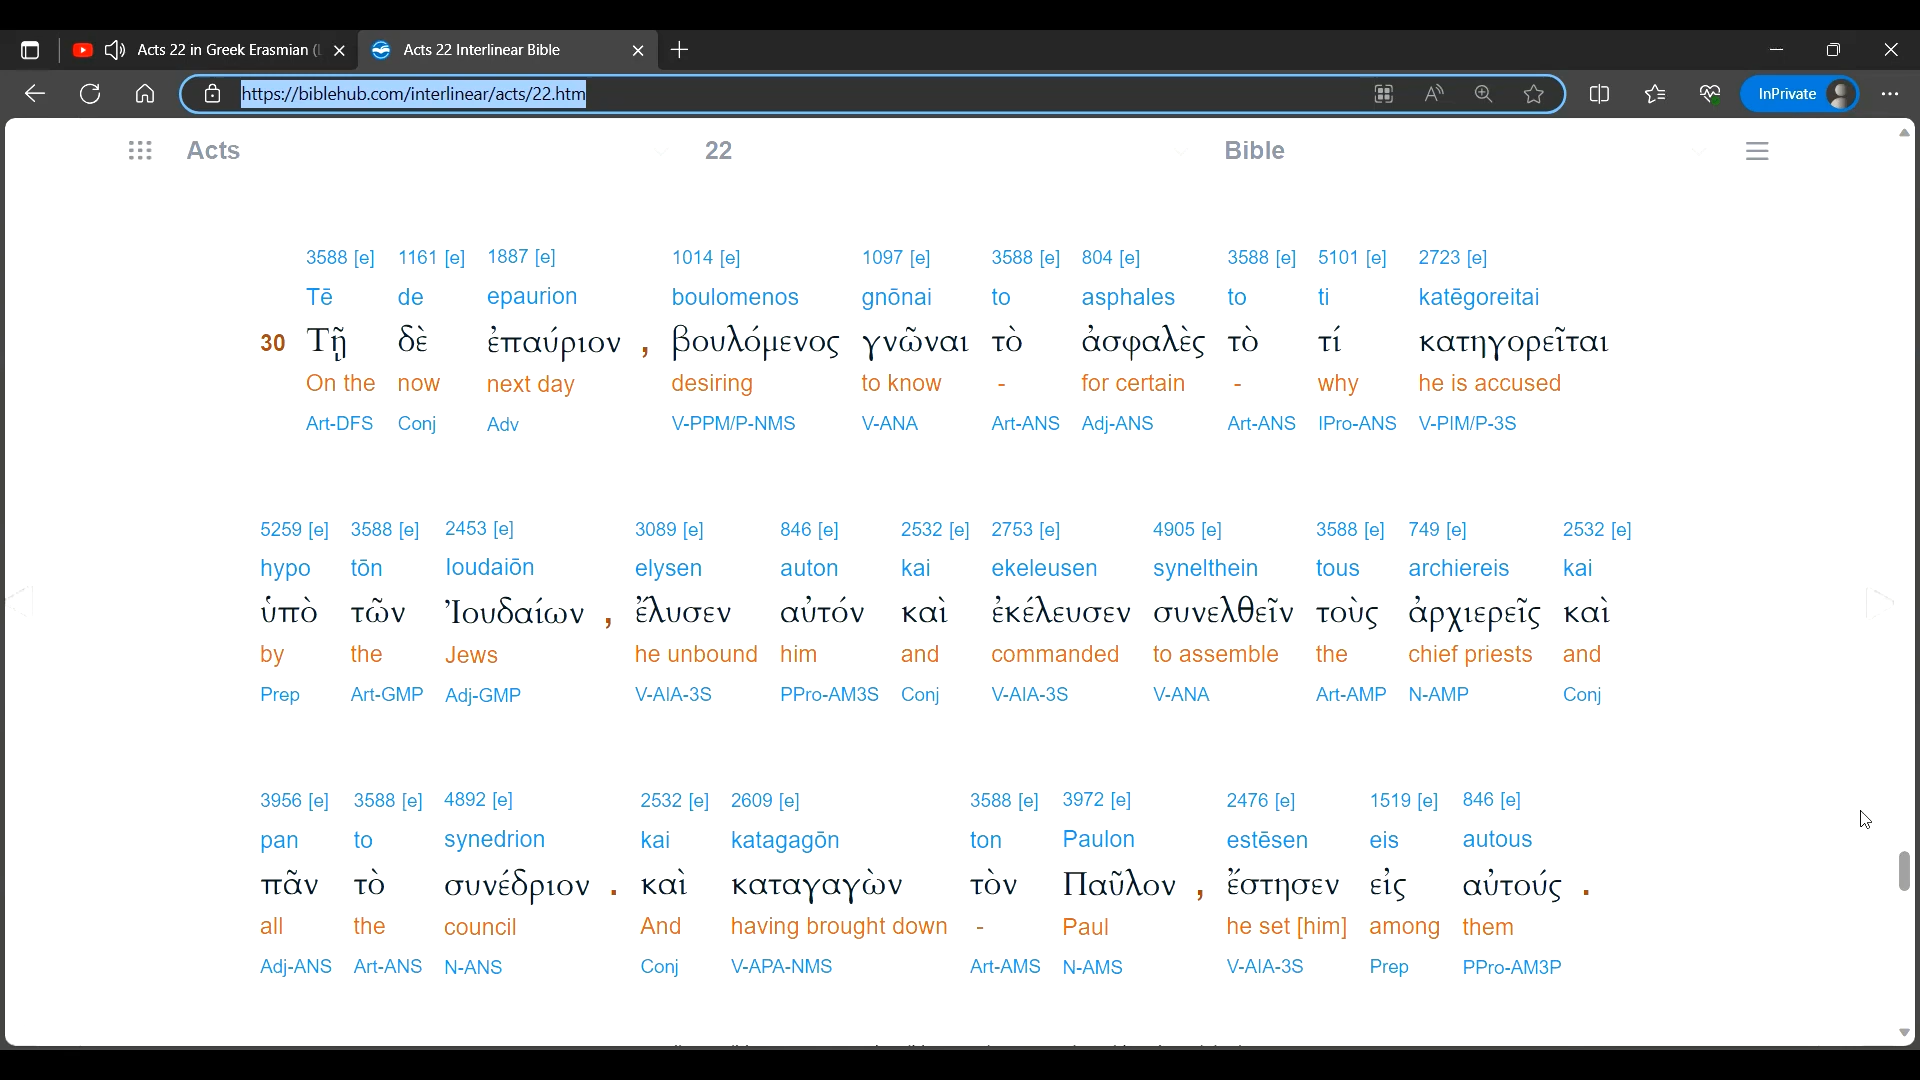 Acts 22 in Greek Erasmian (
Acts 22 Interlinear Bible
https://biblehub.com/interlinear/acts/22.htm
InPrivate
Acts 22 Bible
3588 [e] 1161 [e] 1887 [e] 1014 [e] 1097 [e] 3588 [e] 804 [e] 3588 [e] 5101 [e] 2723 [e]
Tē de epaurion boulomenos gnōnai to asphales to ti katēgoreitai
30 Τῇ δὲ ἐπαύριον , βουλόμενος γνῶναι τὸ ἀσφαλὲς τὸ τί κατηγορεῖται
On the now next day desiring to know - for certain - why he is accused
Art-DFS Conj Adv V-PPM/P-NMS V-ANA Art-ANS Adj-ANS Art-ANS IPro-ANS V-PIM/P-3S
5259 [e] 3588 [e] 2453 [e] 3089 [e] 846 [e] 2532 [e] 2753 [e] 4905 [e] 3588 [e] 749 [e] 2532 [e]
hypo tōn Ioudaiōn elysen auton kai ekeleusen synelthein tous archiereis kai
ὑπὸ τῶν Ἰουδαίων , ἔλυσεν αὐτόν καὶ ἐκέλευσεν συνελθεῖν τοὺς ἀρχιερεῖς καὶ
by the Jews he unbound him and commanded to assemble the chief priests and
Prep Art-GMP Adj-GMP V-AIA-3S PPro-AM3S Conj V-AIA-3S V-ANA Art-AMP N-AMP Conj
3956 [e] 3588 [e] 4892 [e] 2532 [e] 2609 [e] 3588 [e] 3972 [e] 2476 [e] 1519 [e] 846 [e]
pan to synedrion kai katagagōn ton Paulon estēsen eis autous
πᾶν τὸ συνέδριον . καὶ καταγαγὼν τὸν Παῦλον , ἔστησεν εἰς αὐτούς .
all the council And having brought down - Paul he set [him] among them
Adj-ANS Art-ANS N-ANS Conj V-APA-NMS Art-AMS N-AMS V-AIA-3S Prep PPro-AM3P